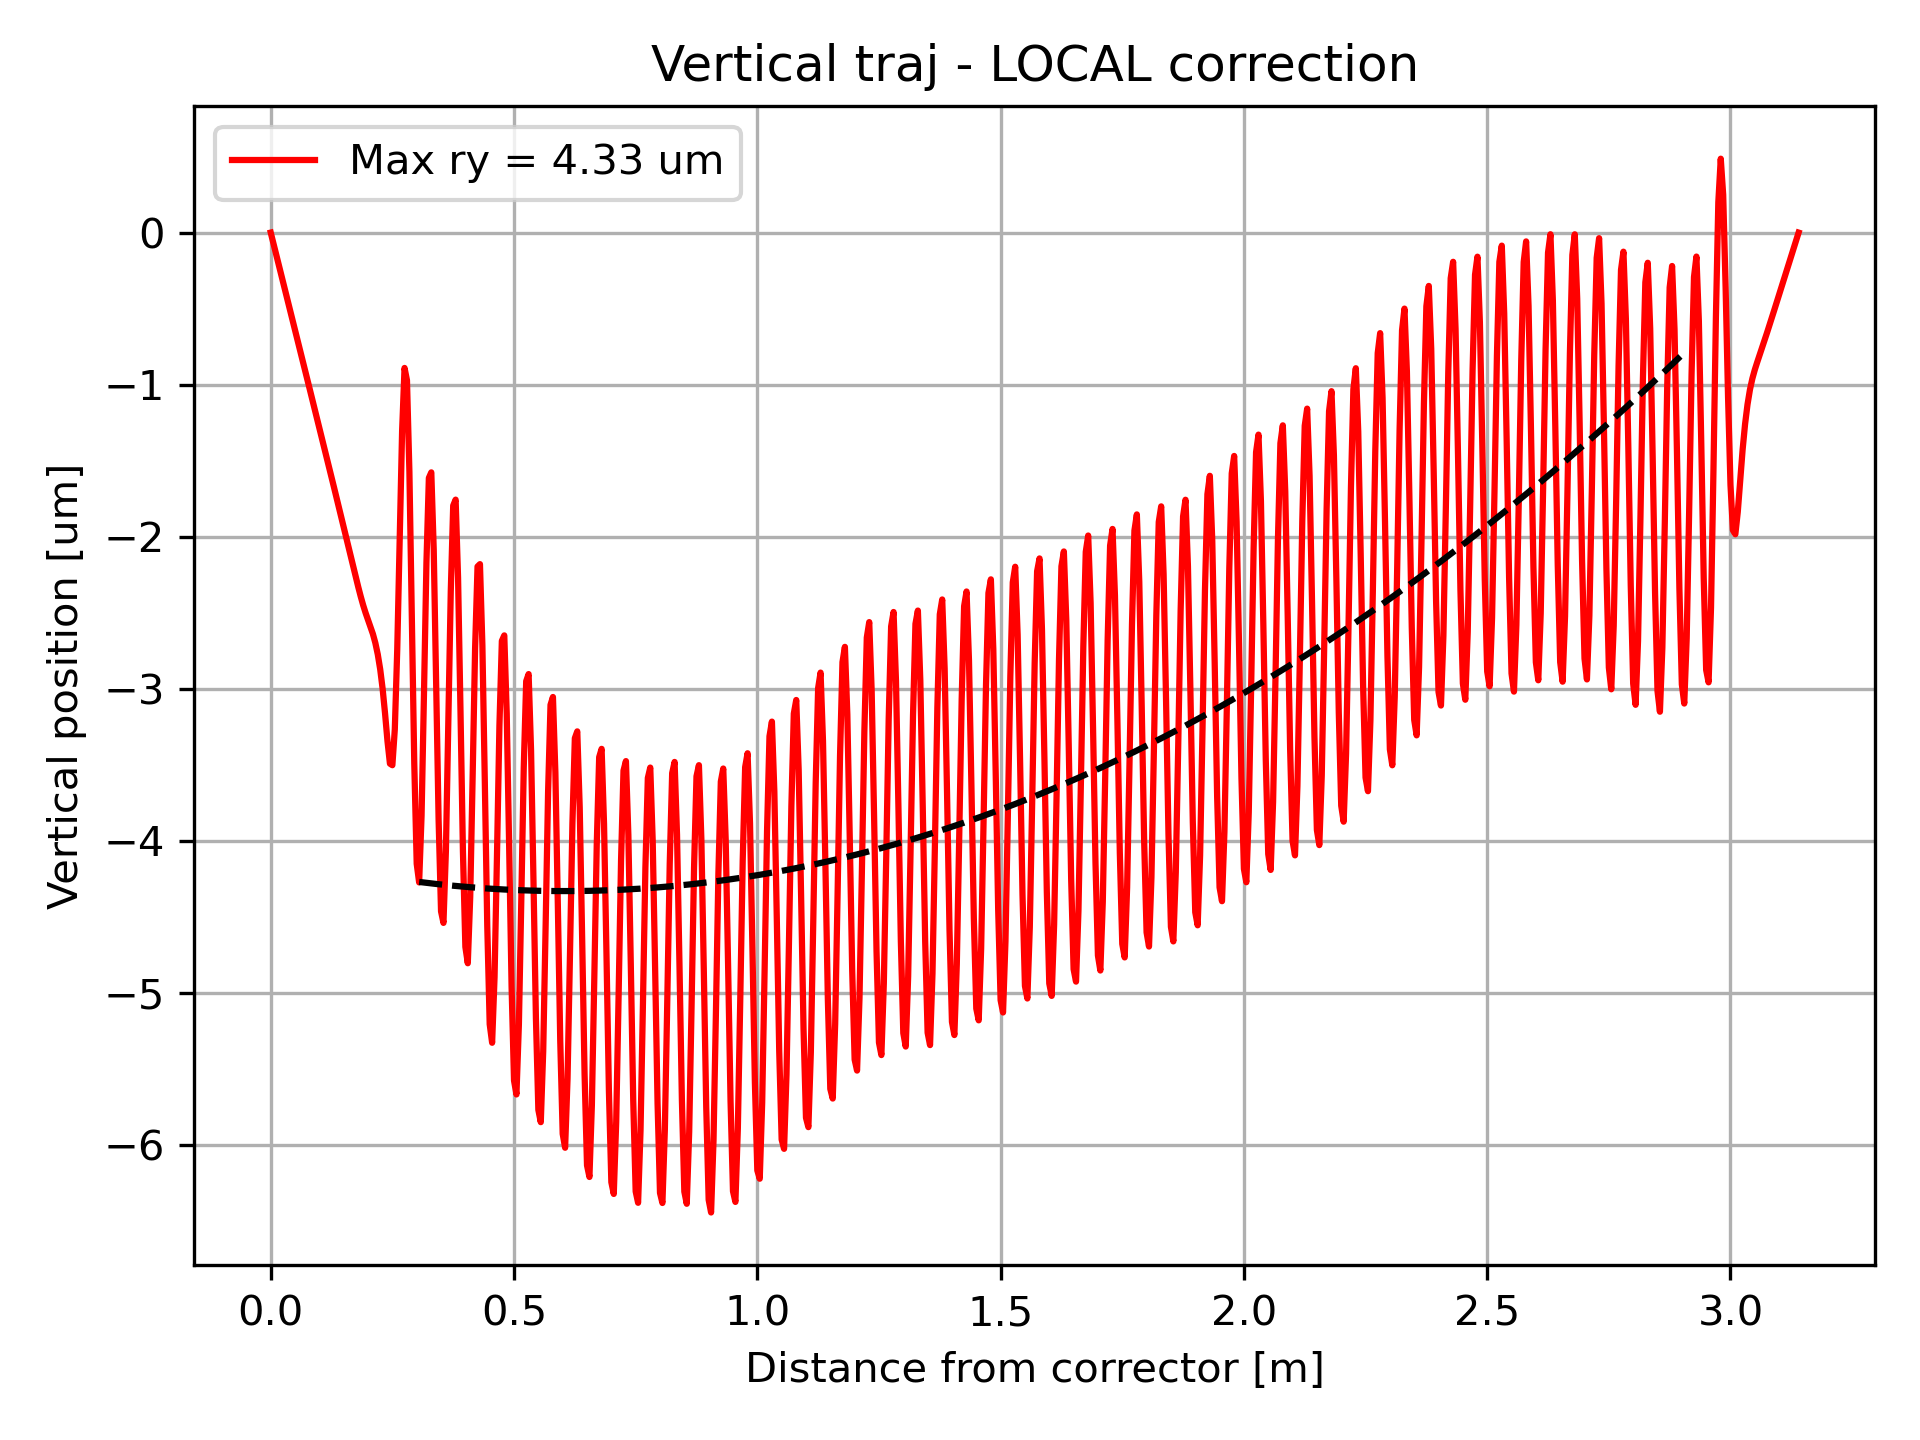 Vertical traj - LOCAL correction
Max ry = 4.33 um
Vertical position [um]
0
−1
−2
−3
−4
−5
−6
0.0 0.5 1.0 1.5 2.0 2.5 3.0
Distance from corrector [m]